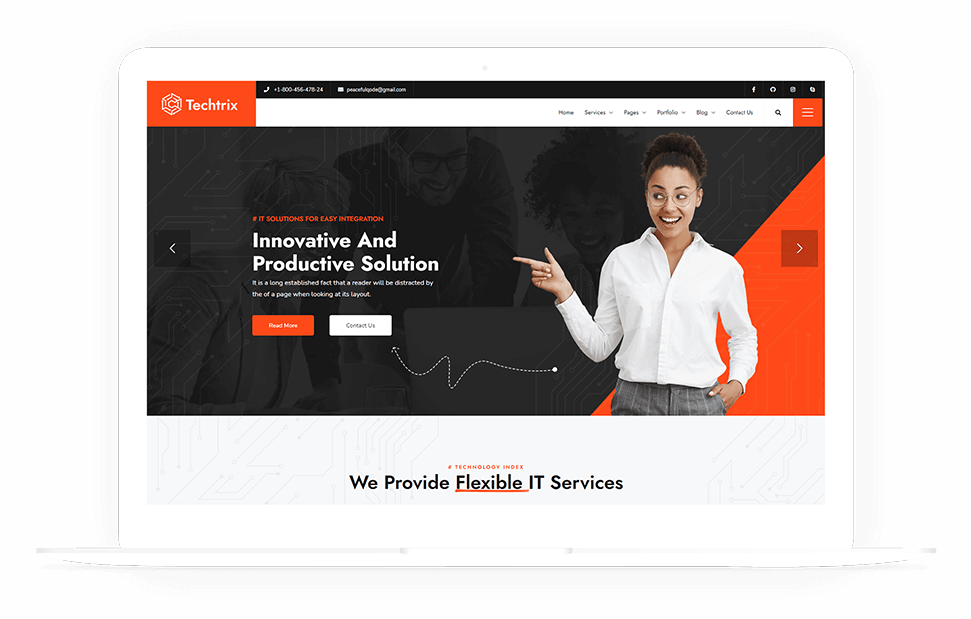 Techtrix
+1-800-456-478-24 peacefulqode@gmail.com
Home Services Pages Portfolio Blog Contact Us
# IT SOLUTIONS FOR EASY INTEGRATION
Innovative And
Productive Solution
It is a long established fact that a reader will be distracted by
the of a page when looking at its layout.
Read More Contact Us
# TECHNOLOGY INDEX
We Provide Flexible IT Services